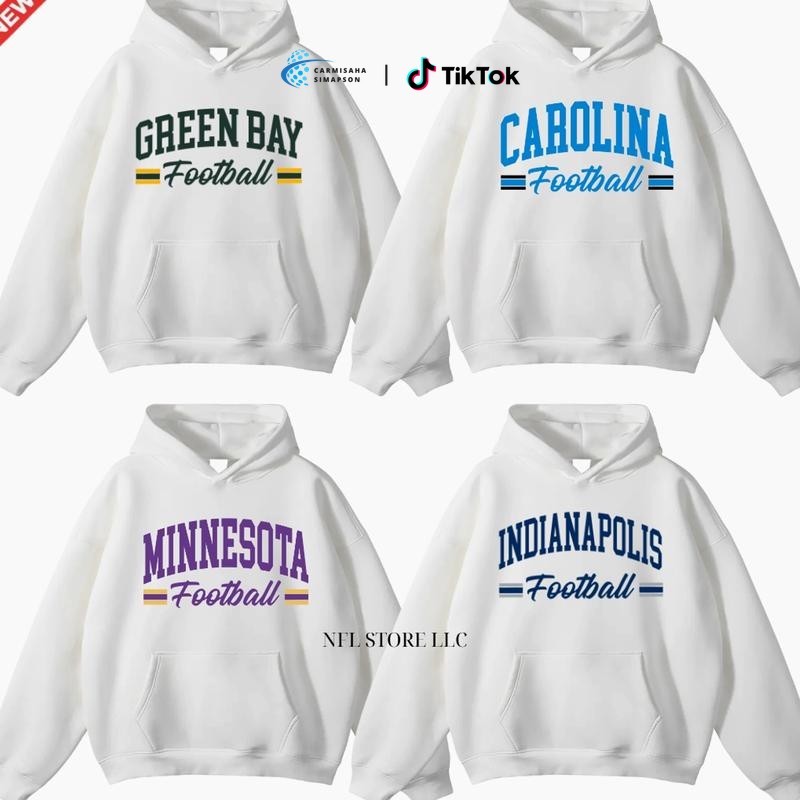 NEW
CARMISAHA
SIMAPSON
|
TikTok
GREEN BAY
Football
CAROLINA
Football
MINNESOTA
Football
INDIANAPOLIS
Football
NFL STORE LLC